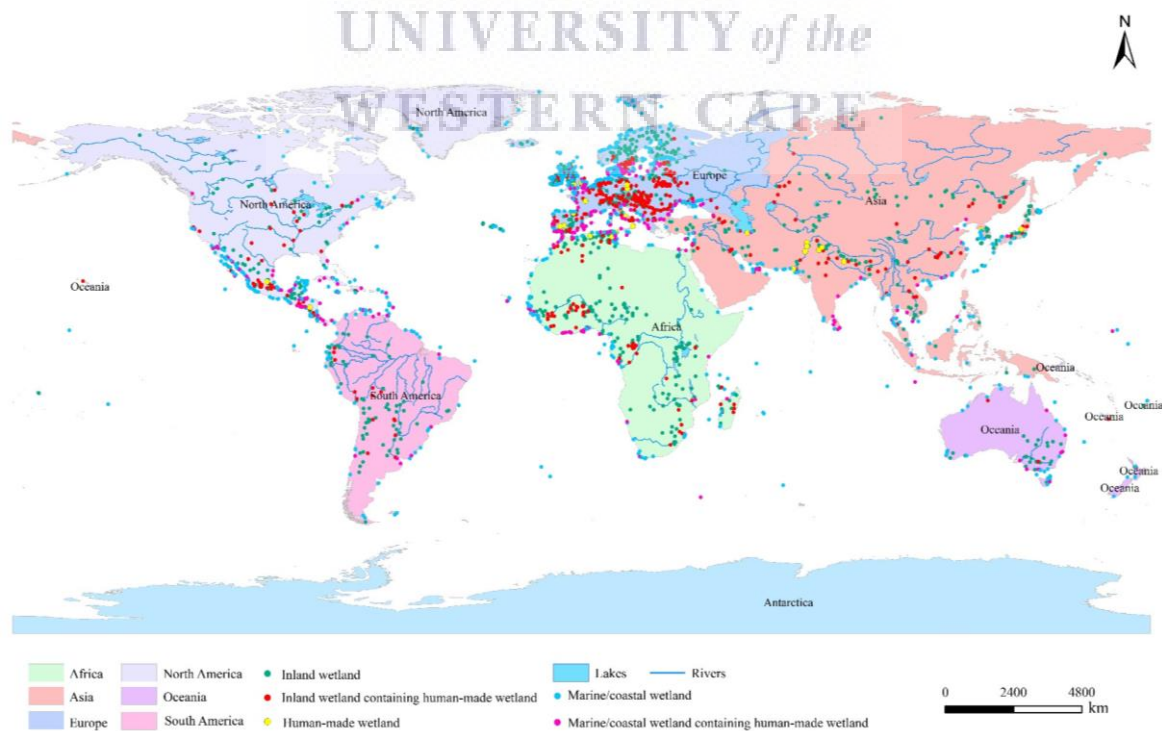 UNIVERSITY of the
WESTERN CAPE
N
North America
Europe
North America
Asia
Oceania
Africa
Oceania
South America
Oceania
Oceania
Oceania
Oceania
Oceania
Antarctica
Africa
North America
Inland wetland
Lakes
Rivers
Asia
Oceania
Inland wetland containing human-made wetland
Marine/coastal wetland
Europe
South America
Human-made wetland
Marine/coastal wetland containing human-made wetland
0 2400 4800
km